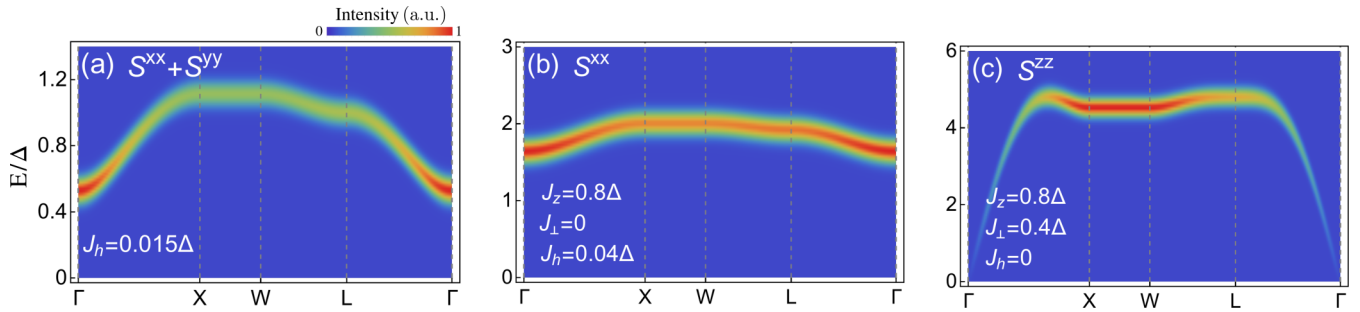 Intensity (a.u.)
0 1
(a) S^xx+S^yy
E/Δ
1.2
0.8
0.4
0
J_h=0.015Δ
Γ X W L Γ
(b) S^xx
3
2
1
0
J_z=0.8Δ
J_⊥=0
J_h=0.04Δ
Γ X W L Γ
(c) S^zz
6
4
2
0
J_z=0.8Δ
J_⊥=0.4Δ
J_h=0
Γ X W L Γ